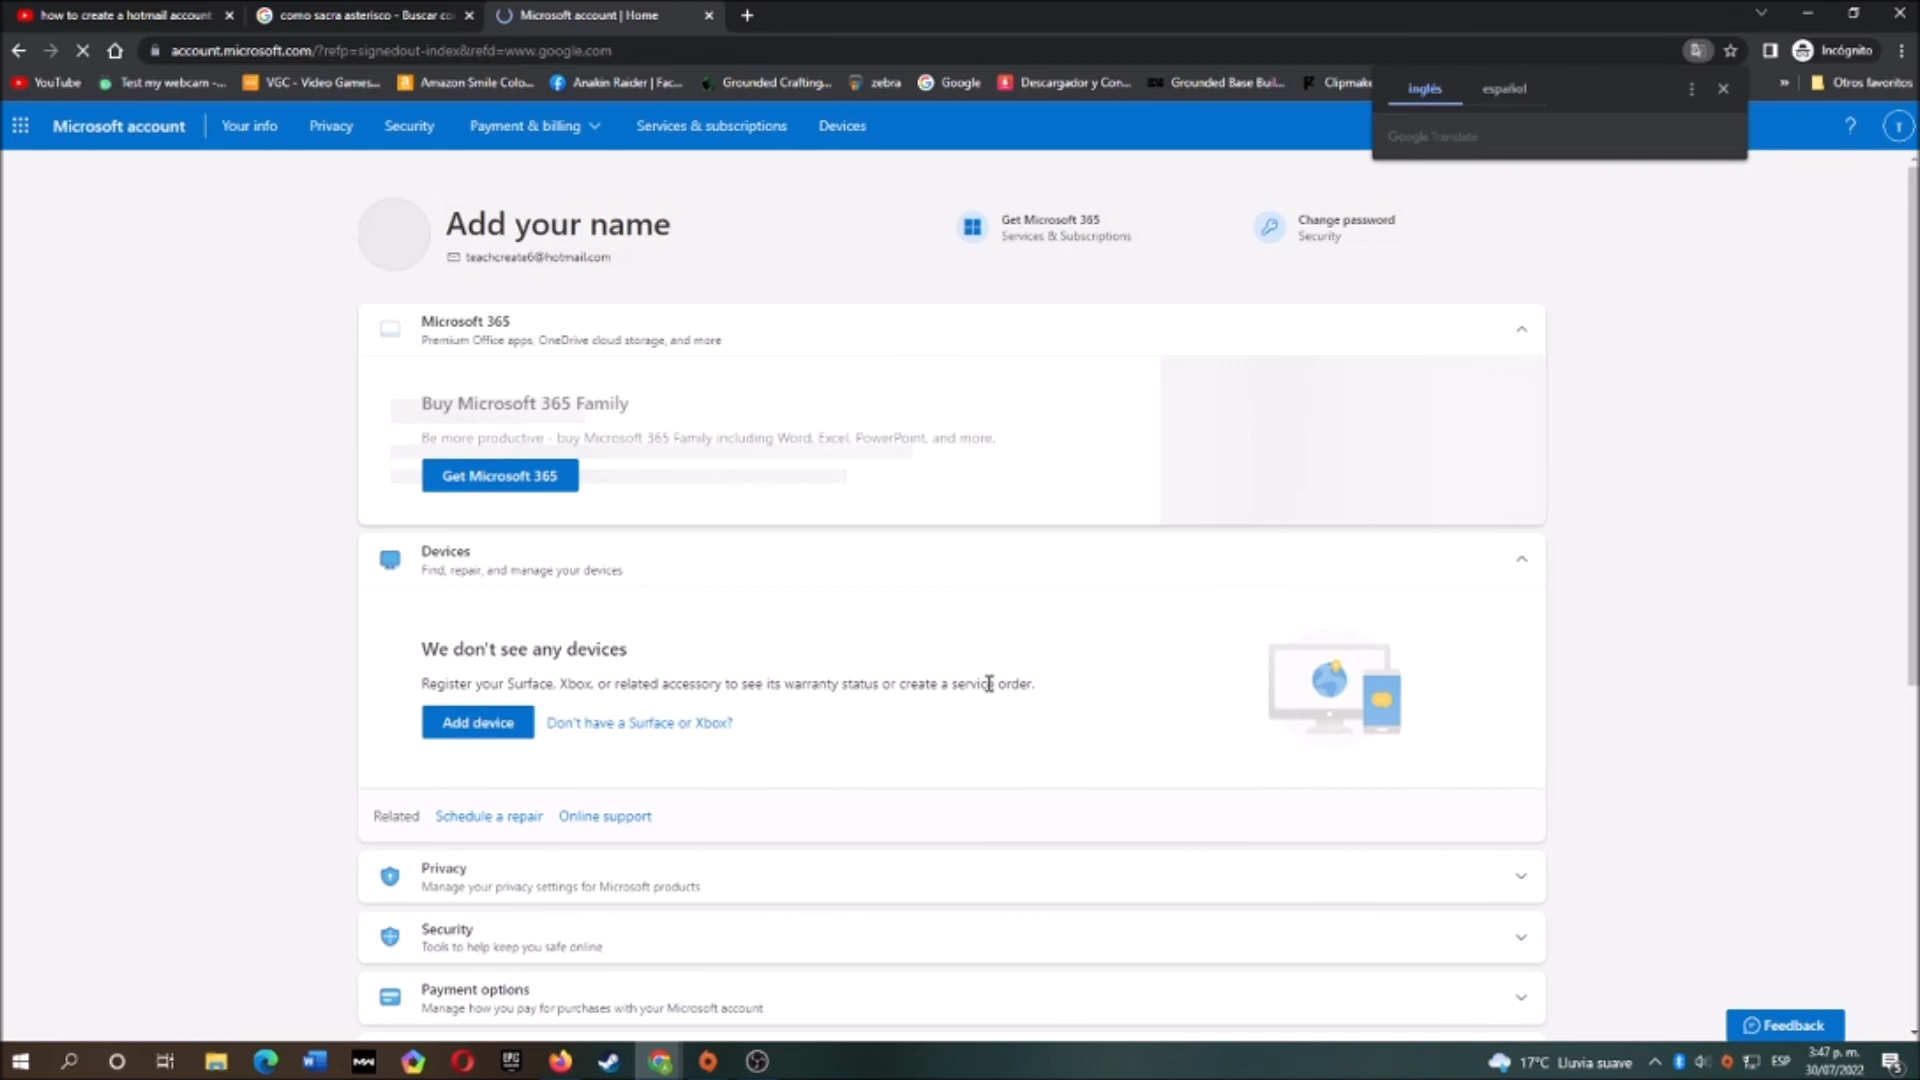 how to create a hotmail account
como sacra asterisco - Buscar co
Microsoft account | Home
account.microsoft.com/?refp=signedout-index&refd=www.google.com
Incógnito
YouTube
Test my webcam -...
VGC - Video Games...
Amazon Smile Colo...
Anakin Raider | Fac...
Grounded Crafting...
zebra
Google
Descargador y Con...
Grounded Base Buil...
Clipmake
Otros favoritos
inglés
español
Google Translate
Microsoft account
Your info
Privacy
Security
Payment & billing
Services & subscriptions
Devices
?
T
Add your name
teachcreate6@hotmail.com
Get Microsoft 365
Services & Subscriptions
Change password
Security
Microsoft 365
Premium Office apps, OneDrive cloud storage, and more
Buy Microsoft 365 Family
Be more productive - buy Microsoft 365 Family including Word, Excel, PowerPoint, and more.
Get Microsoft 365
Devices
Find, repair, and manage your devices
We don't see any devices
Register your Surface, Xbox, or related accessory to see its warranty status or create a service order.
Add device
Don't have a Surface or Xbox?
Related
Schedule a repair
Online support
Privacy
Manage your privacy settings for Microsoft products
Security
Tools to help keep you safe online
Payment options
Manage how you pay for purchases with your Microsoft account
Feedback
EPIC
17°C Lluvia suave
ESP
3:47 p. m.
30/07/2022